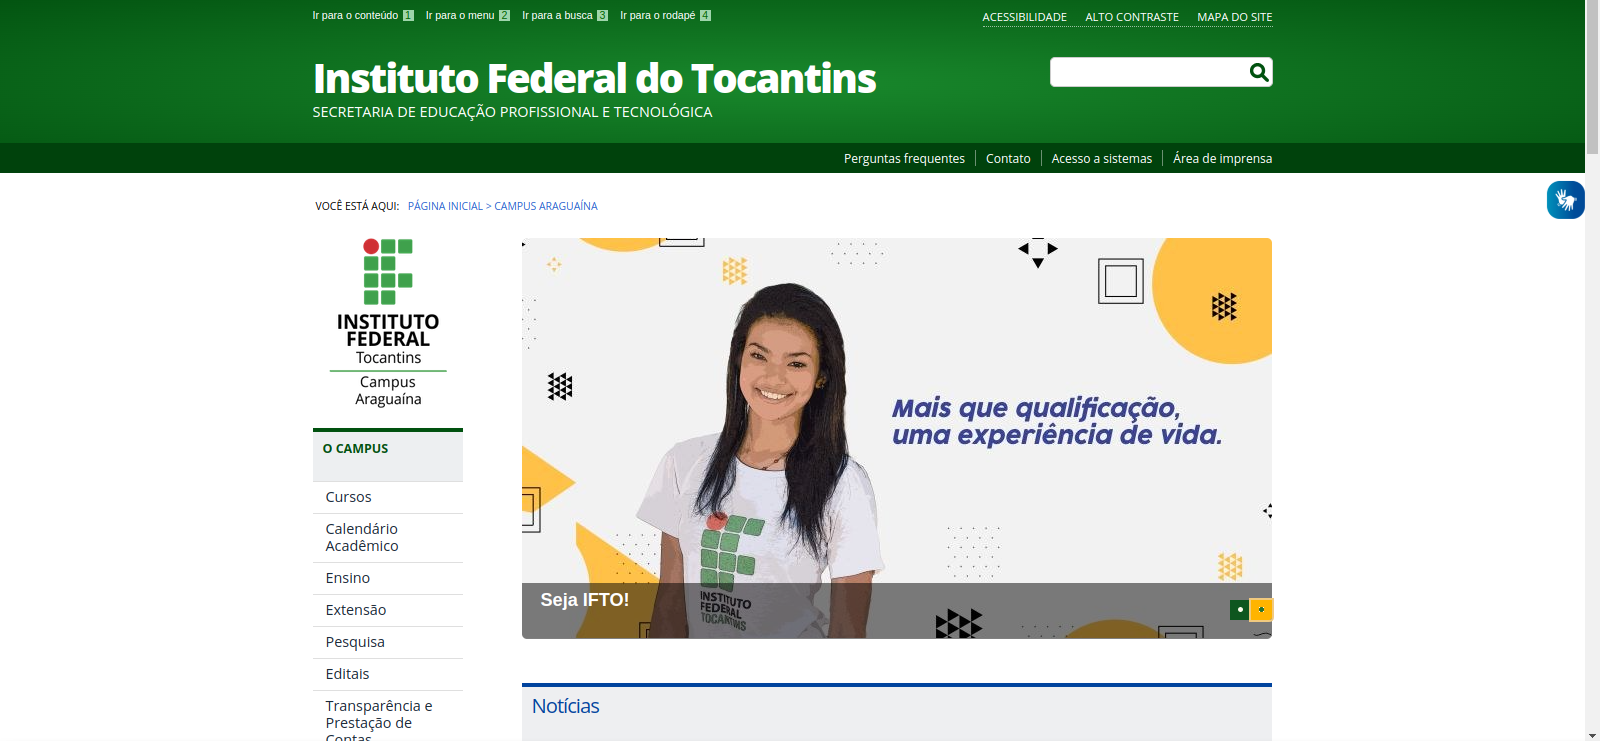 Ir para o conteúdo 1 Ir para o menu 2 Ir para a busca 3 Ir para o rodapé 4
ACESSIBILIDADE ALTO CONTRASTE MAPA DO SITE
Instituto Federal do Tocantins
SECRETARIA DE EDUCAÇÃO PROFISSIONAL E TECNOLÓGICA
Perguntas frequentes Contato Acesso a sistemas Área de imprensa
VOCÊ ESTÁ AQUI: PÁGINA INICIAL > CAMPUS ARAGUAÍNA
INSTITUTO
FEDERAL
Tocantins
Campus
Araguaína
O CAMPUS
Cursos
Calendário
Acadêmico
Ensino
Extensão
Pesquisa
Editais
Transparência e
Prestação de
Contas
Mais que qualificação,
uma experiência de vida.
INSTITUTO
FEDERAL
TOCANTINS
Seja IFTO!
Notícias